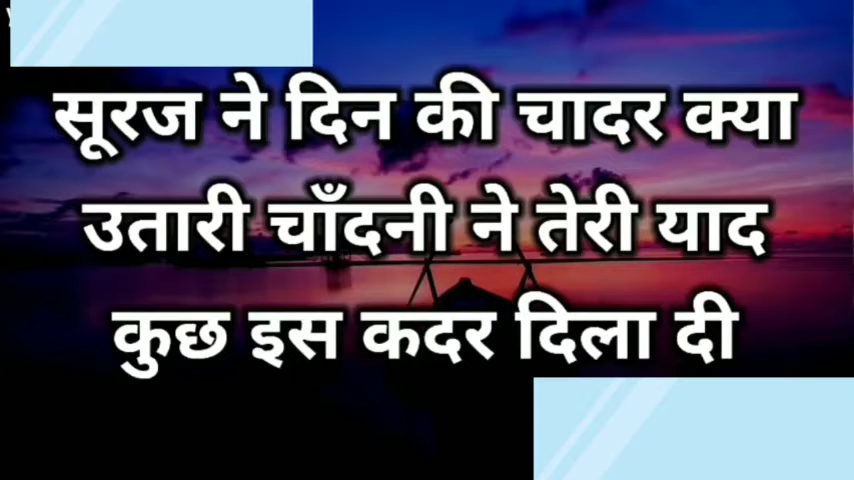 सूरज ने दिन की चादर क्या
उतारी चाँदनी ने तेरी याद
कुछ इस कदर दिला दी